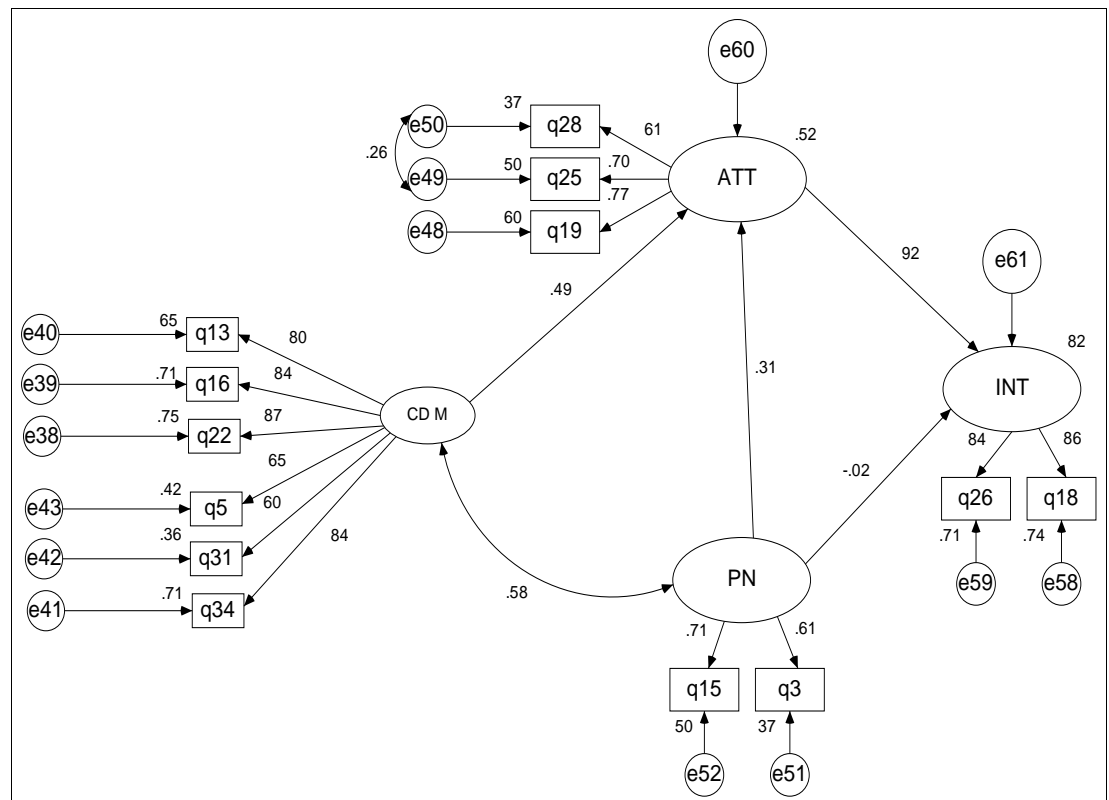 e60
37
e50
q28
61
.52
.26
50
.70
e49
q25
ATT
.77
60
e48
q19
92
e61
.49
65
80
e40
q13
82
.71
84
.31
e39
q16
INT
.75
87
CD M
e38
q22
84
86
65
-.02
.42
60
e43
q5
q26
q18
.36
84
.71
.74
e42
q31
.71
PN
e59
e58
e41
q34
.58
.71
.61
q15
q3
50
37
e52
e51